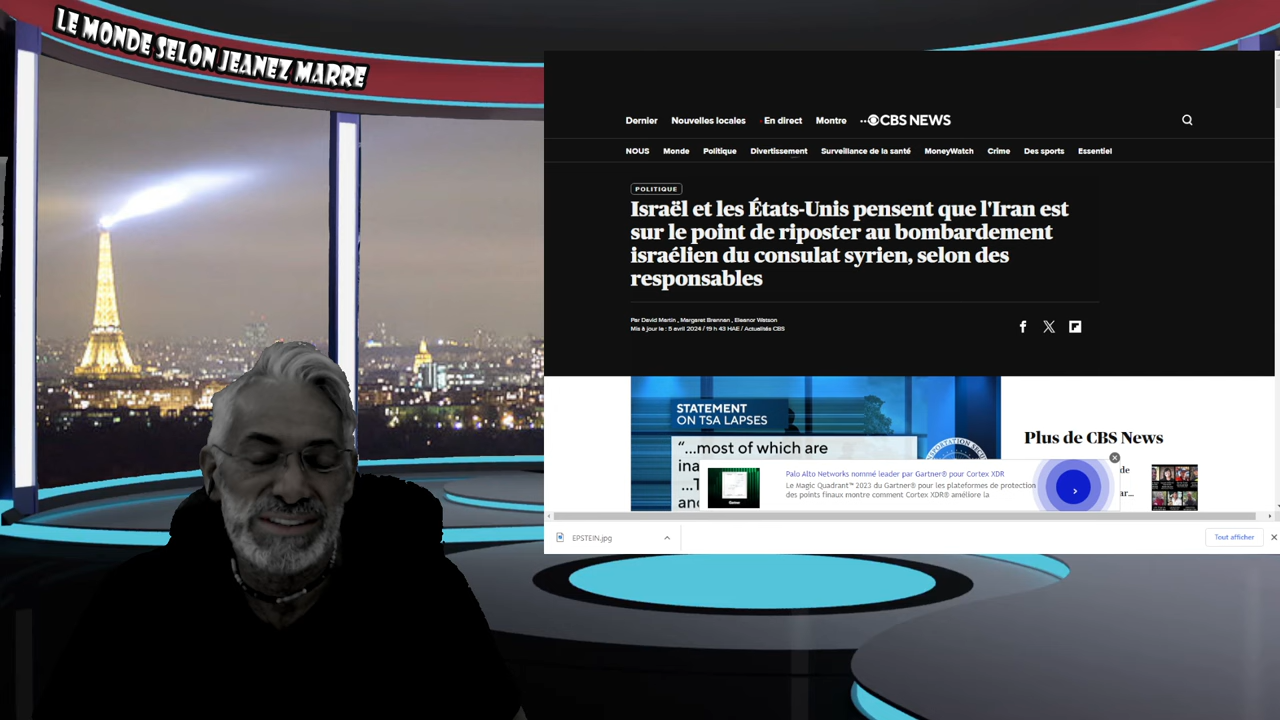 LE MONDE SELON JEANEZ MARRE
Dernier Nouvelles locales En direct Montre CBS NEWS
NOUS Monde Politique Divertissement Surveillance de la santé MoneyWatch Crime Des sports Essentiel
POLITIQUE
Israël et les États-Unis pensent que l'Iran est
sur le point de riposter au bombardement
israélien du consulat syrien, selon des
responsables
Par David Martin , Margaret Brennan , Eleanor Watson
Mis à jour le : 5 avril 2024 / 19 h 43 HAE / Actualités CBS
STATEMENT
ON TSA LAPSES
“...most of which are
ina
...T
and
Plus de CBS News
de
ar...
Palo Alto Networks nommé leader par Gartner® pour Cortex XDR
Le Magic Quadrant™ 2023 du Gartner® pour les plateformes de protection
des points finaux montre comment Cortex XDR® améliore la
EPSTEIN.jpg
Tout afficher